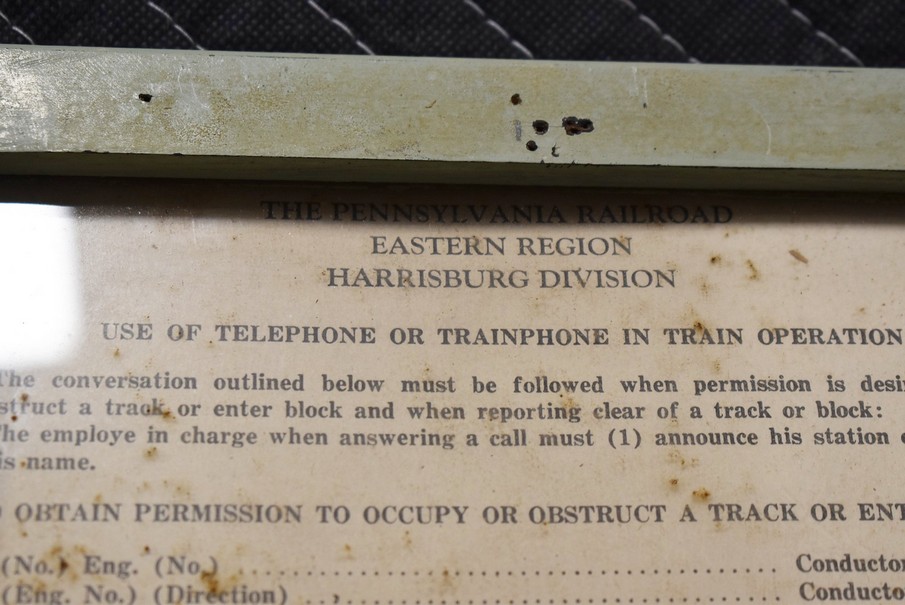 THE PENNSYLVANIA RAILROAD
EASTERN REGION
HARRISBURG DIVISION
USE OF TELEPHONE OR TRAINPHONE IN TRAIN OPERATION
The conversation outlined below must be followed when permission is desi
struct a track or enter block and when reporting clear of a track or block:
The employe in charge when answering a call must (1) announce his station
is name.
OBTAIN PERMISSION TO OCCUPY OR OBSTRUCT A TRACK OR ENT
(No.) Eng. (No.) ........................................ Conductor
(Eng. No.) (Direction) ........................................ Conducto